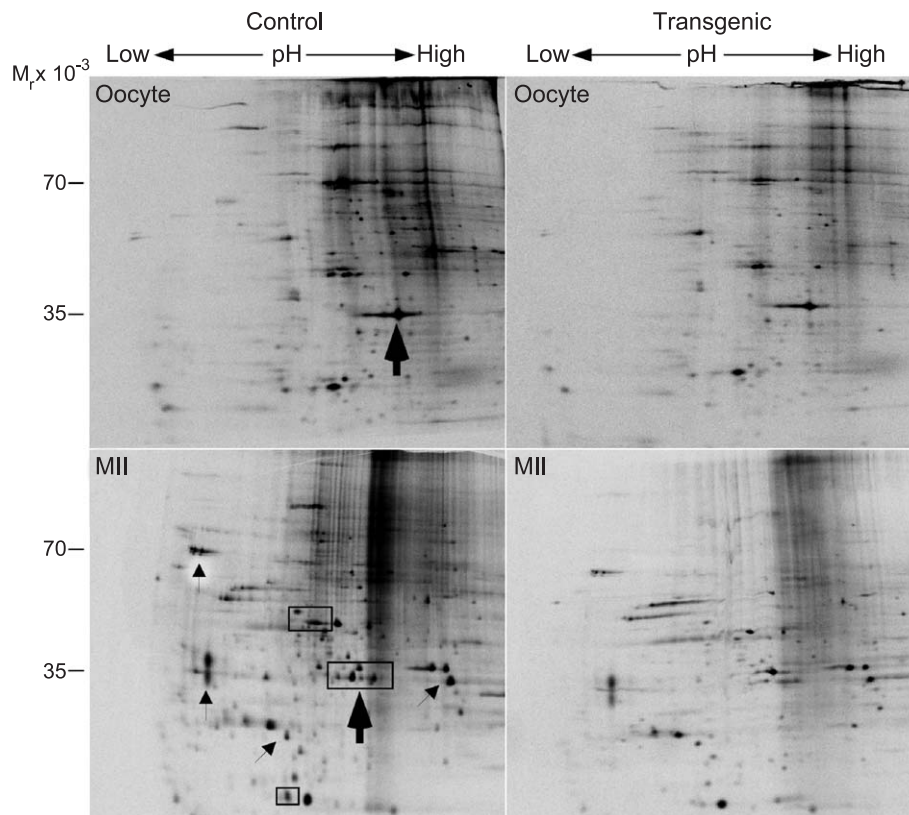 Control
Transgenic
Low pH High
Low pH High
Mr x 10-3
Oocyte
Oocyte
70
35
MII
MII
70
35